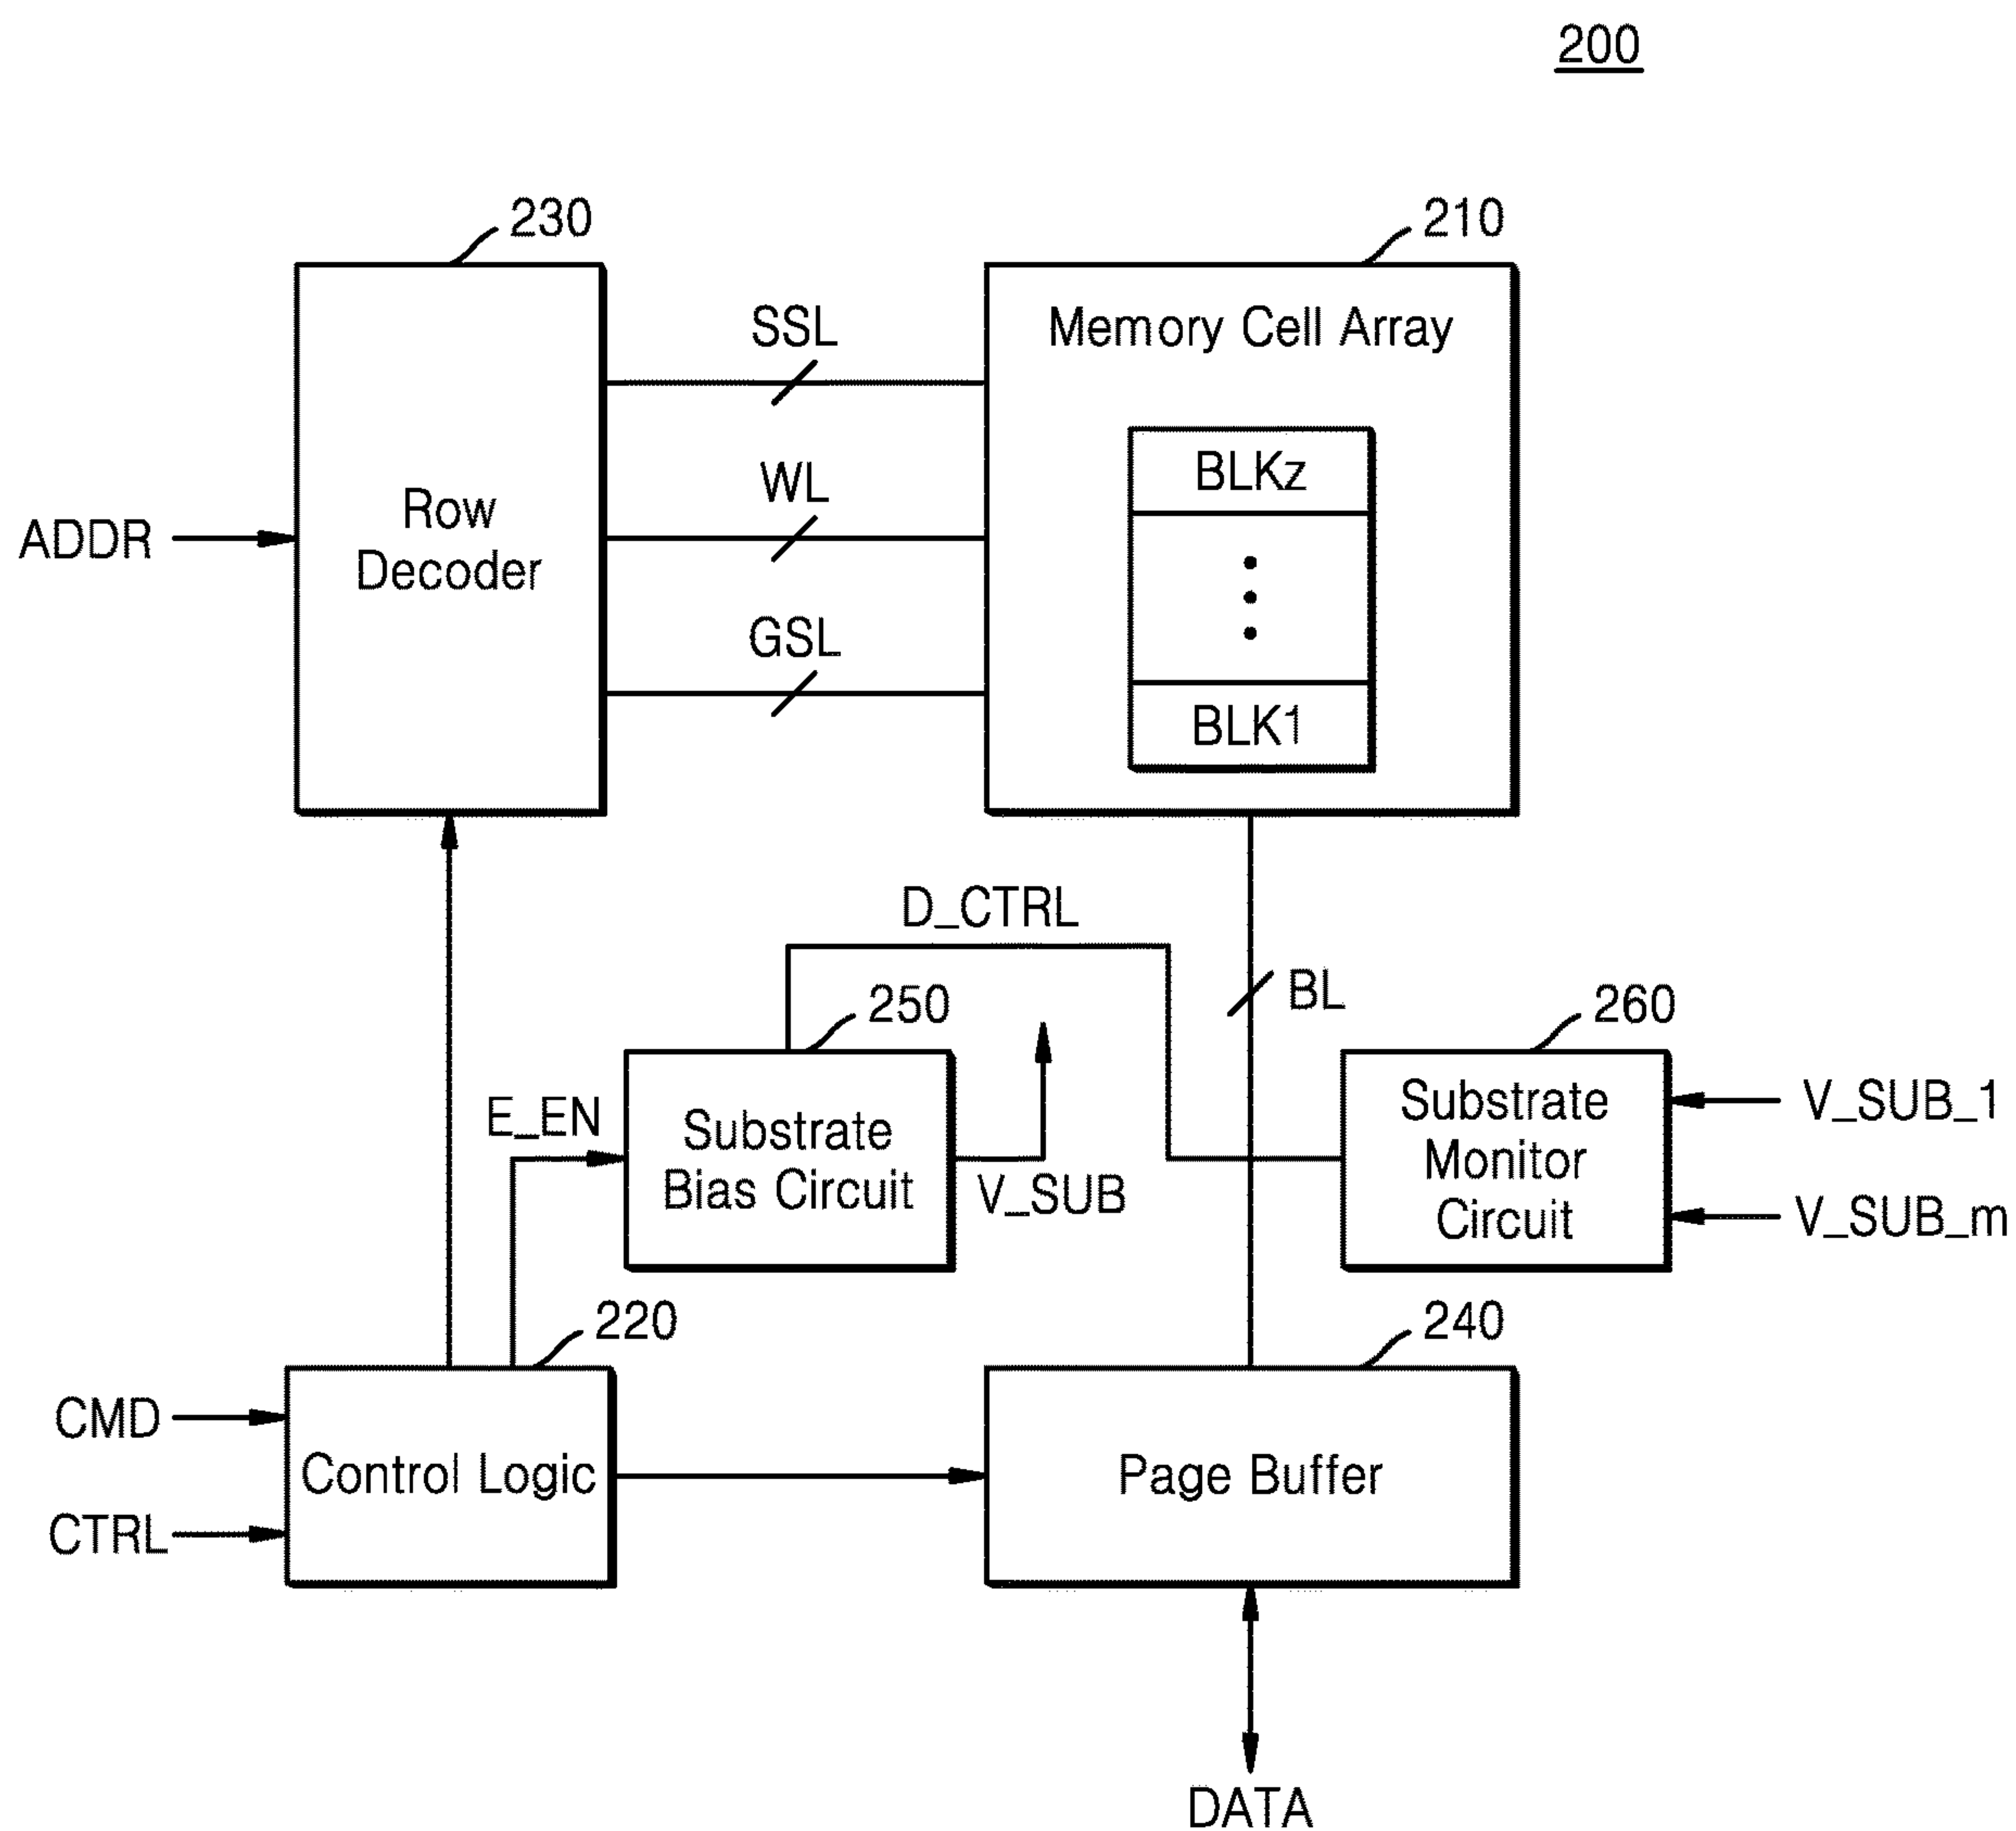 200
230
210
SSL
Memory Cell Array
WL
BLKz
Row
Decoder
ADDR
GSL
BLK1
D_CTRL
BL
250
260
E_EN
Substrate
Bias Circuit
V_SUB
Substrate
Monitor
Circuit
V_SUB_1
V_SUB_m
220
240
CMD
CTRL
Control Logic
Page Buffer
DATA